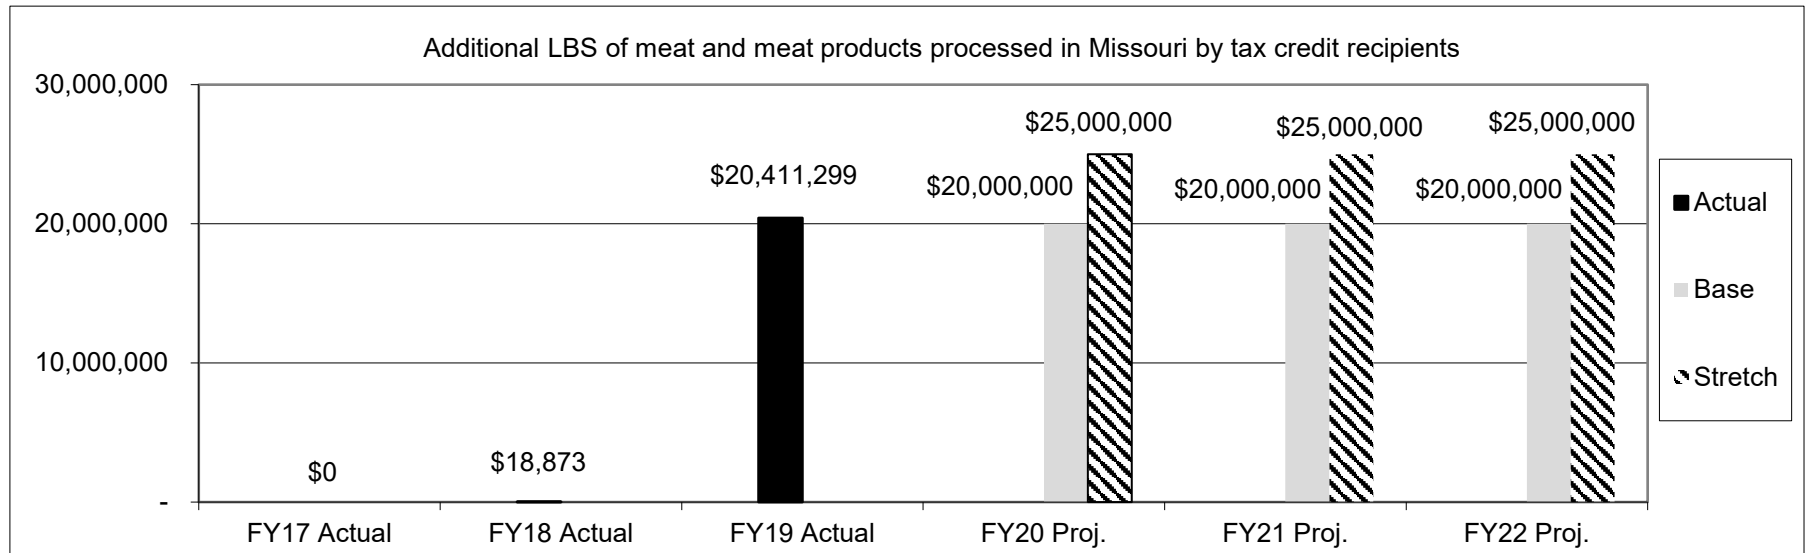 Additional LBS of meat and meat products processed in Missouri by tax credit recipients
30,000,000
20,000,000
10,000,000
-
$0
$18,873
$20,411,299
$20,000,000
$25,000,000
$20,000,000
$25,000,000
$20,000,000
$25,000,000
FY17 Actual
FY18 Actual
FY19 Actual
FY20 Proj.
FY21 Proj.
FY22 Proj.
Actual
Base
Stretch